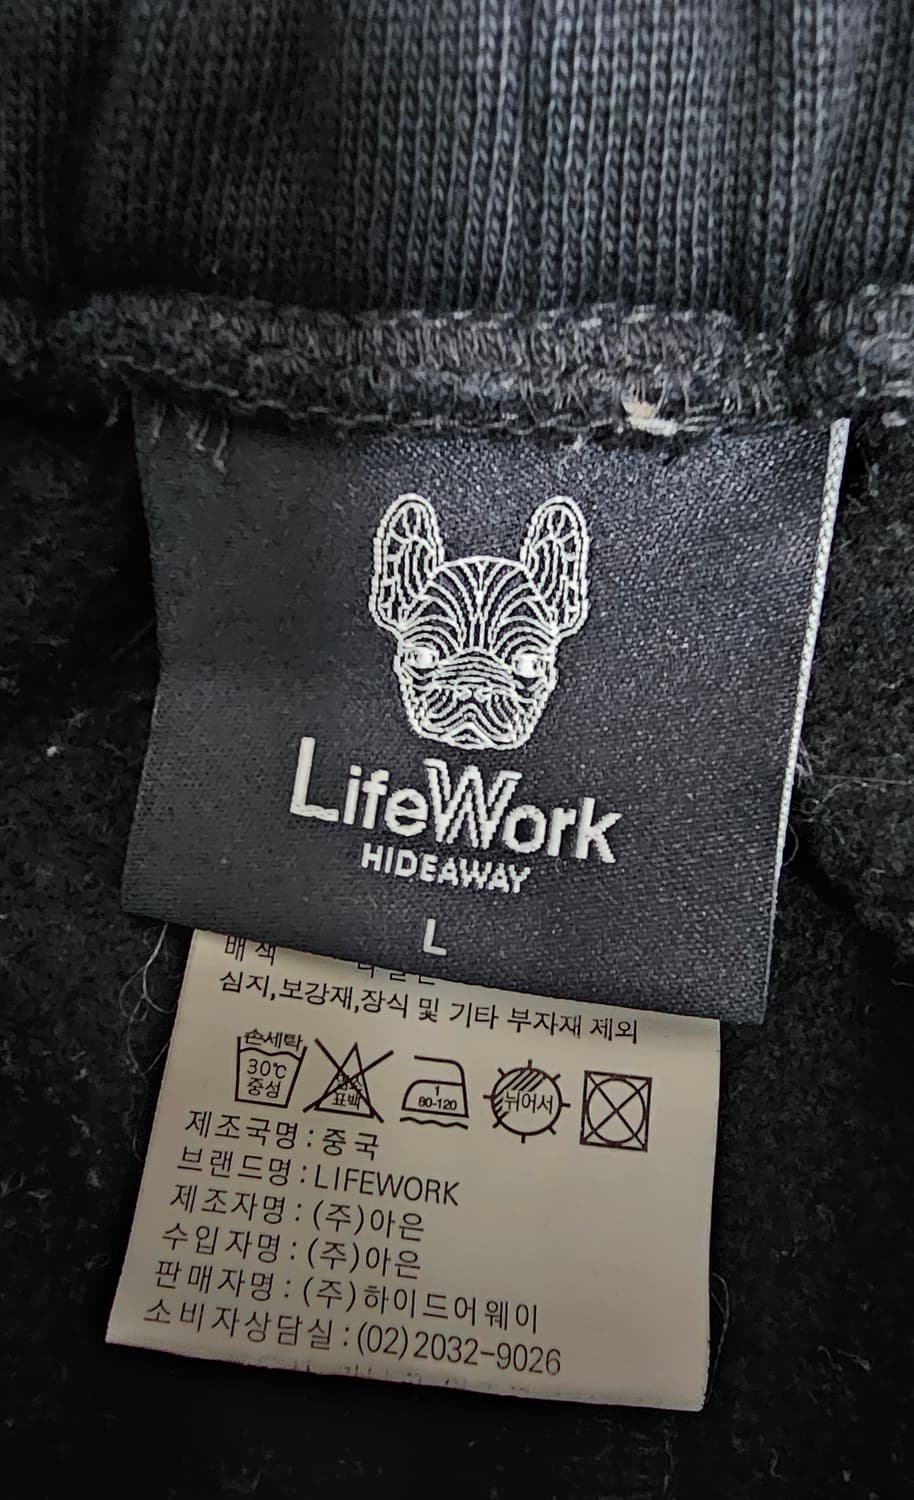 LifeWork
HIDEAWAY
L
배색
심지,보강재,장식 및 기타 부자재 제외
손세탁
30℃
중성
표백
1
80-120
뉘어서
제조국명 : 중국
브랜드명 : LIFEWORK
제조자명 : (주)아은
수입자명 : (주)아은
판매자명 : (주)하이드어웨이
소비자상담실 : (02)2032-9026